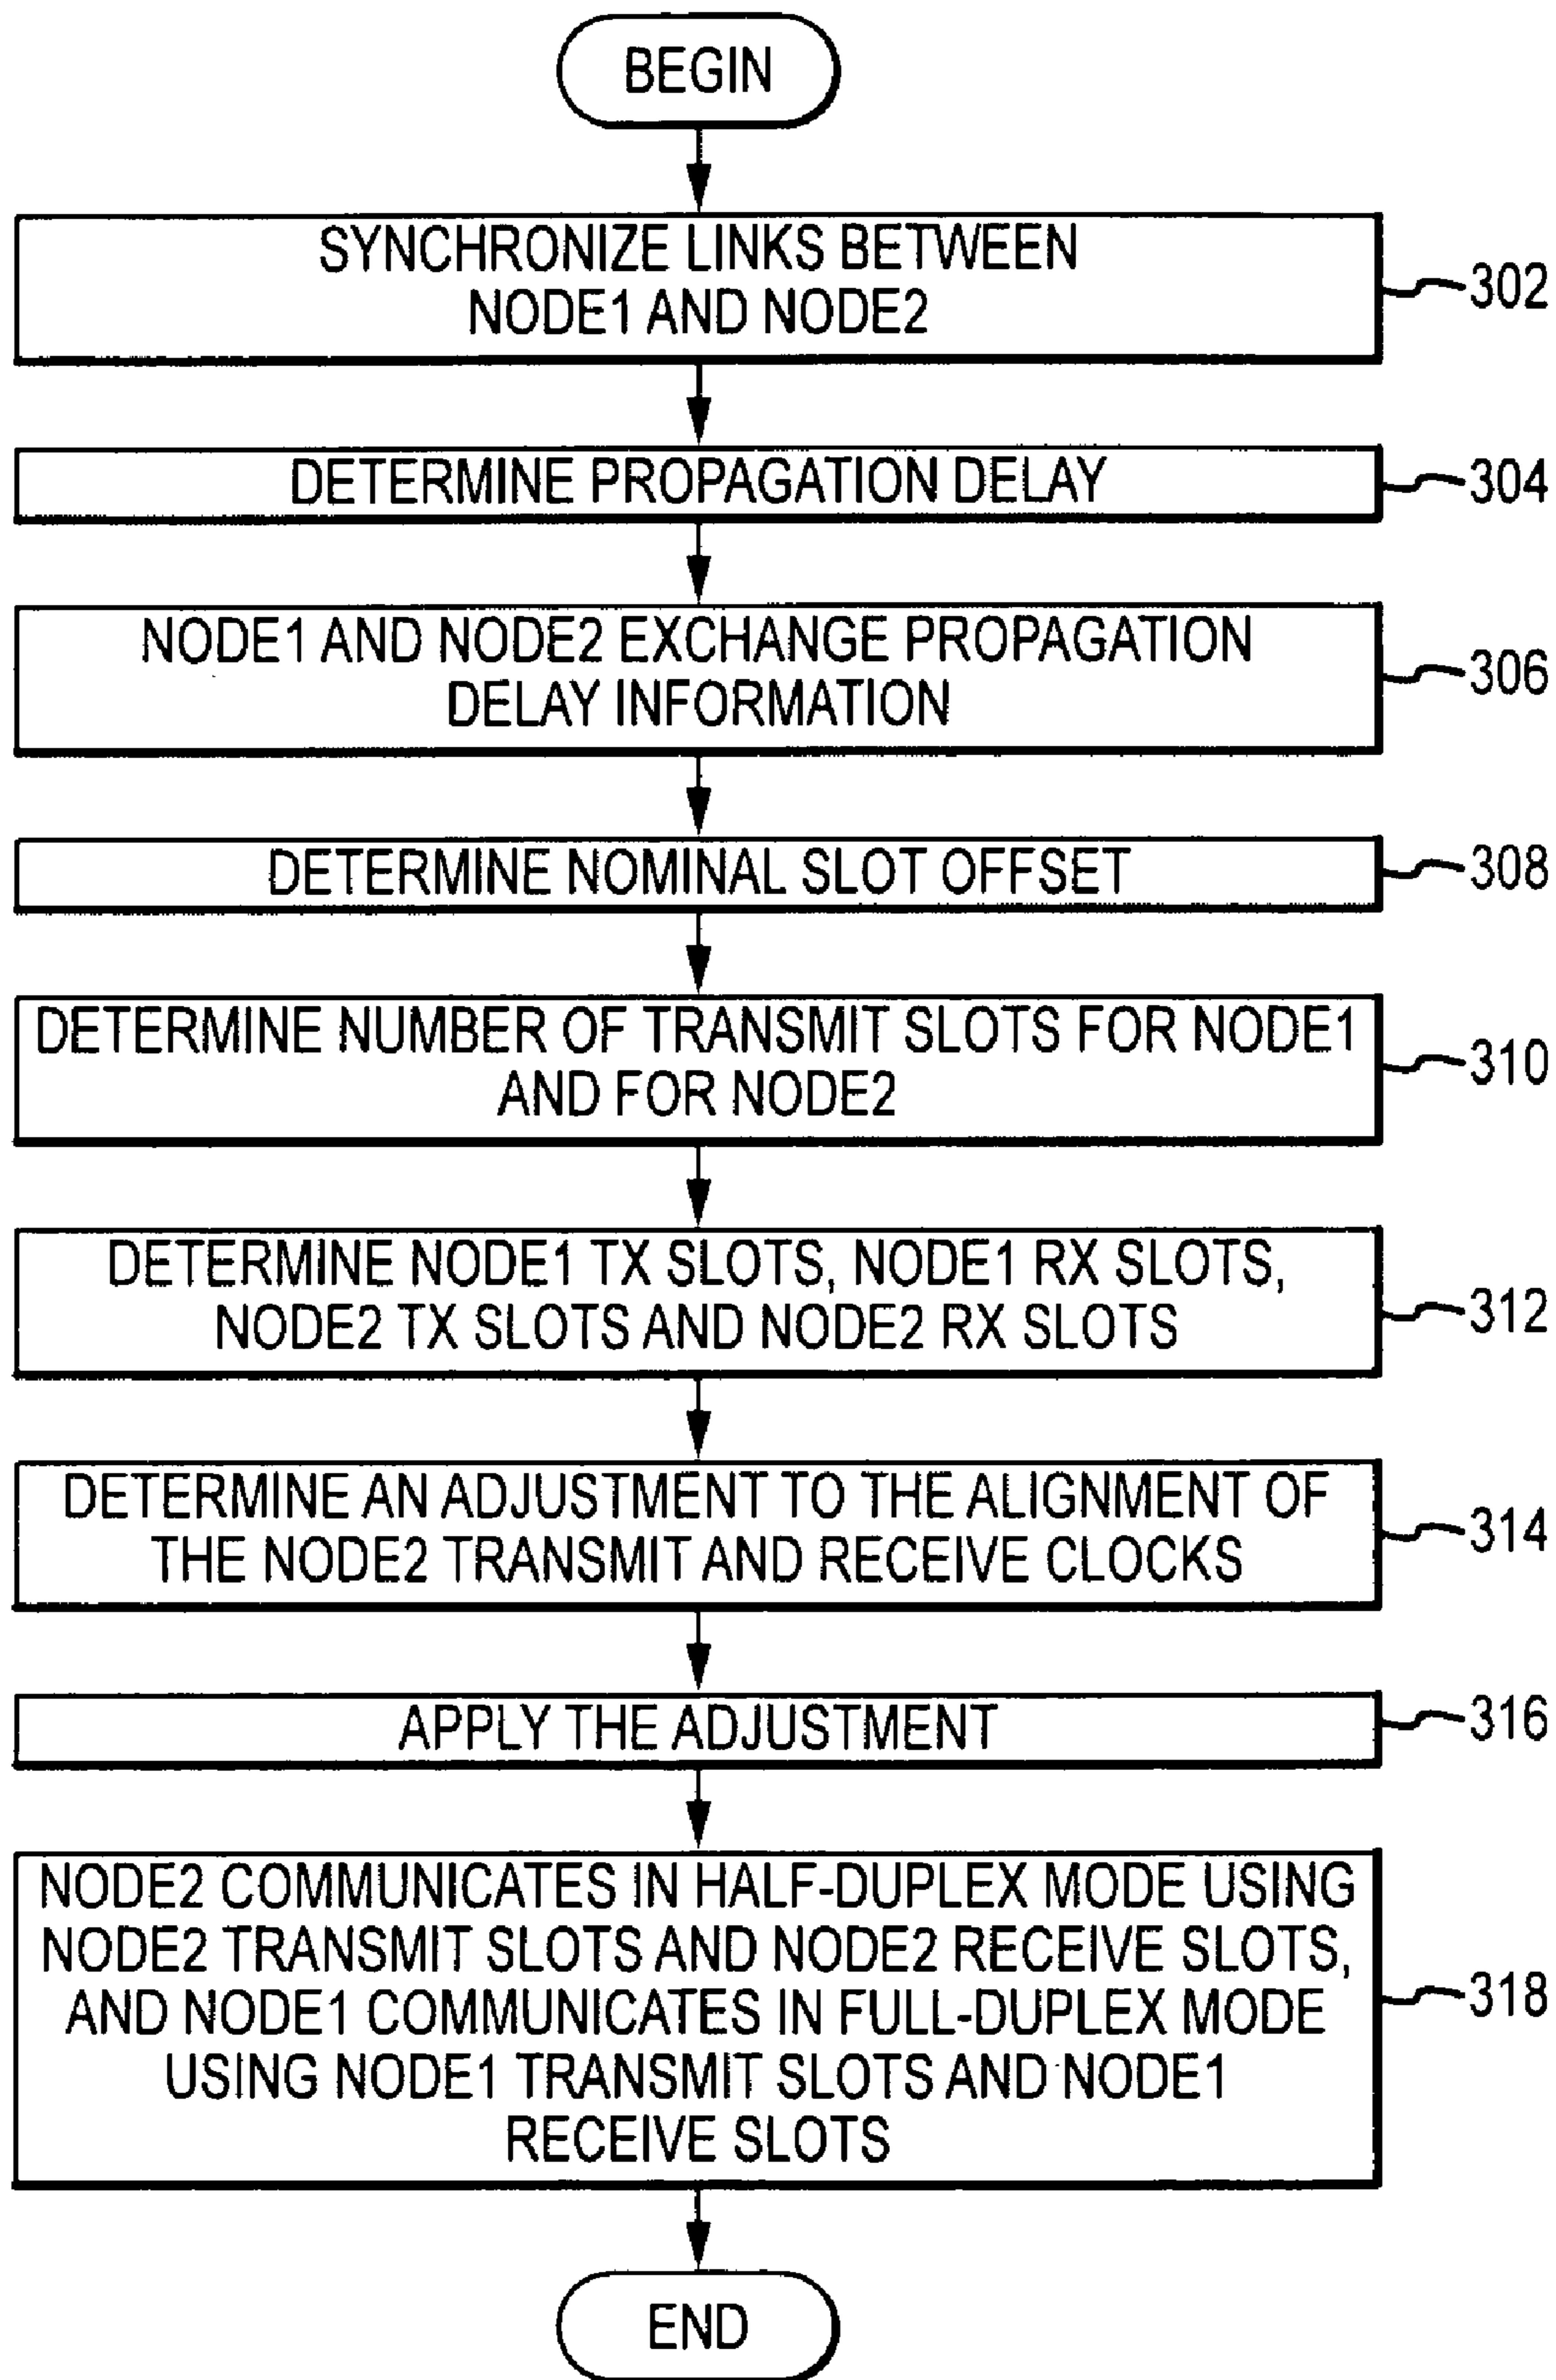 BEGIN
SYNCHRONIZE LINKS BETWEEN
NODE1 AND NODE2
302
DETERMINE PROPAGATION DELAY
304
NODE1 AND NODE2 EXCHANGE PROPAGATION
DELAY INFORMATION
306
DETERMINE NOMINAL SLOT OFFSET
308
DETERMINE NUMBER OF TRANSMIT SLOTS FOR NODE1
AND FOR NODE2
310
DETERMINE NODE1 TX SLOTS, NODE1 RX SLOTS,
NODE2 TX SLOTS AND NODE2 RX SLOTS
312
DETERMINE AN ADJUSTMENT TO THE ALIGNMENT OF
THE NODE2 TRANSMIT AND RECEIVE CLOCKS
314
APPLY THE ADJUSTMENT
316
NODE2 COMMUNICATES IN HALF-DUPLEX MODE USING
NODE2 TRANSMIT SLOTS AND NODE2 RECEIVE SLOTS,
AND NODE1 COMMUNICATES IN FULL-DUPLEX MODE
USING NODE1 TRANSMIT SLOTS AND NODE1
RECEIVE SLOTS
318
END